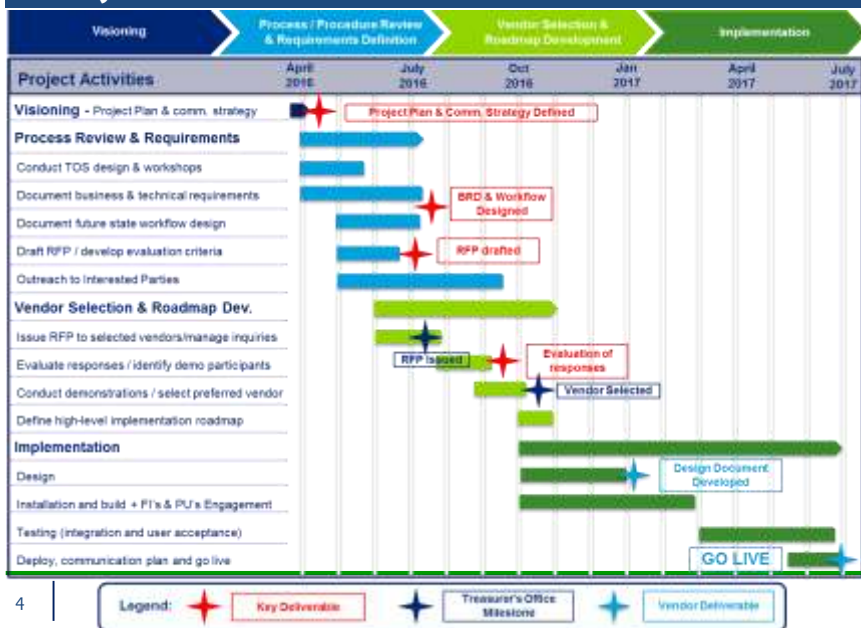 Visioning
Process / Procedure Review
& Requirements Definition
Vendor Selection &
Roadmap Development
Implementation
Project Activities
April
2016
July
2016
Oct
2016
Jan
2017
April
2017
July
2017
Visioning - Project Plan & comm. strategy
Project Plan & Comm. Strategy Defined
Process Review & Requirements
Conduct TOS design & workshops
Document business & technical requirements
BRD & Workflow
Designed
Document future state workflow design
Draft RFP / develop evaluation criteria
RFP drafted
Outreach to Interested Parties
Vendor Selection & Roadmap Dev.
Issue RFP to selected vendors/manage inquiries
RFP Issued
Evaluate responses / identify demo participants
Evaluation of
responses
Conduct demonstrations / select preferred vendor
Vendor Selected
Define high-level implementation roadmap
Implementation
Design
Design Document
Developed
Installation and build + FI's & PU's Engagement
Testing (integration and user acceptance)
Deploy, communication plan and go live
GO LIVE
4
Legend:
Key Deliverable
Treasurer's Office
Milestone
Vendor Deliverable